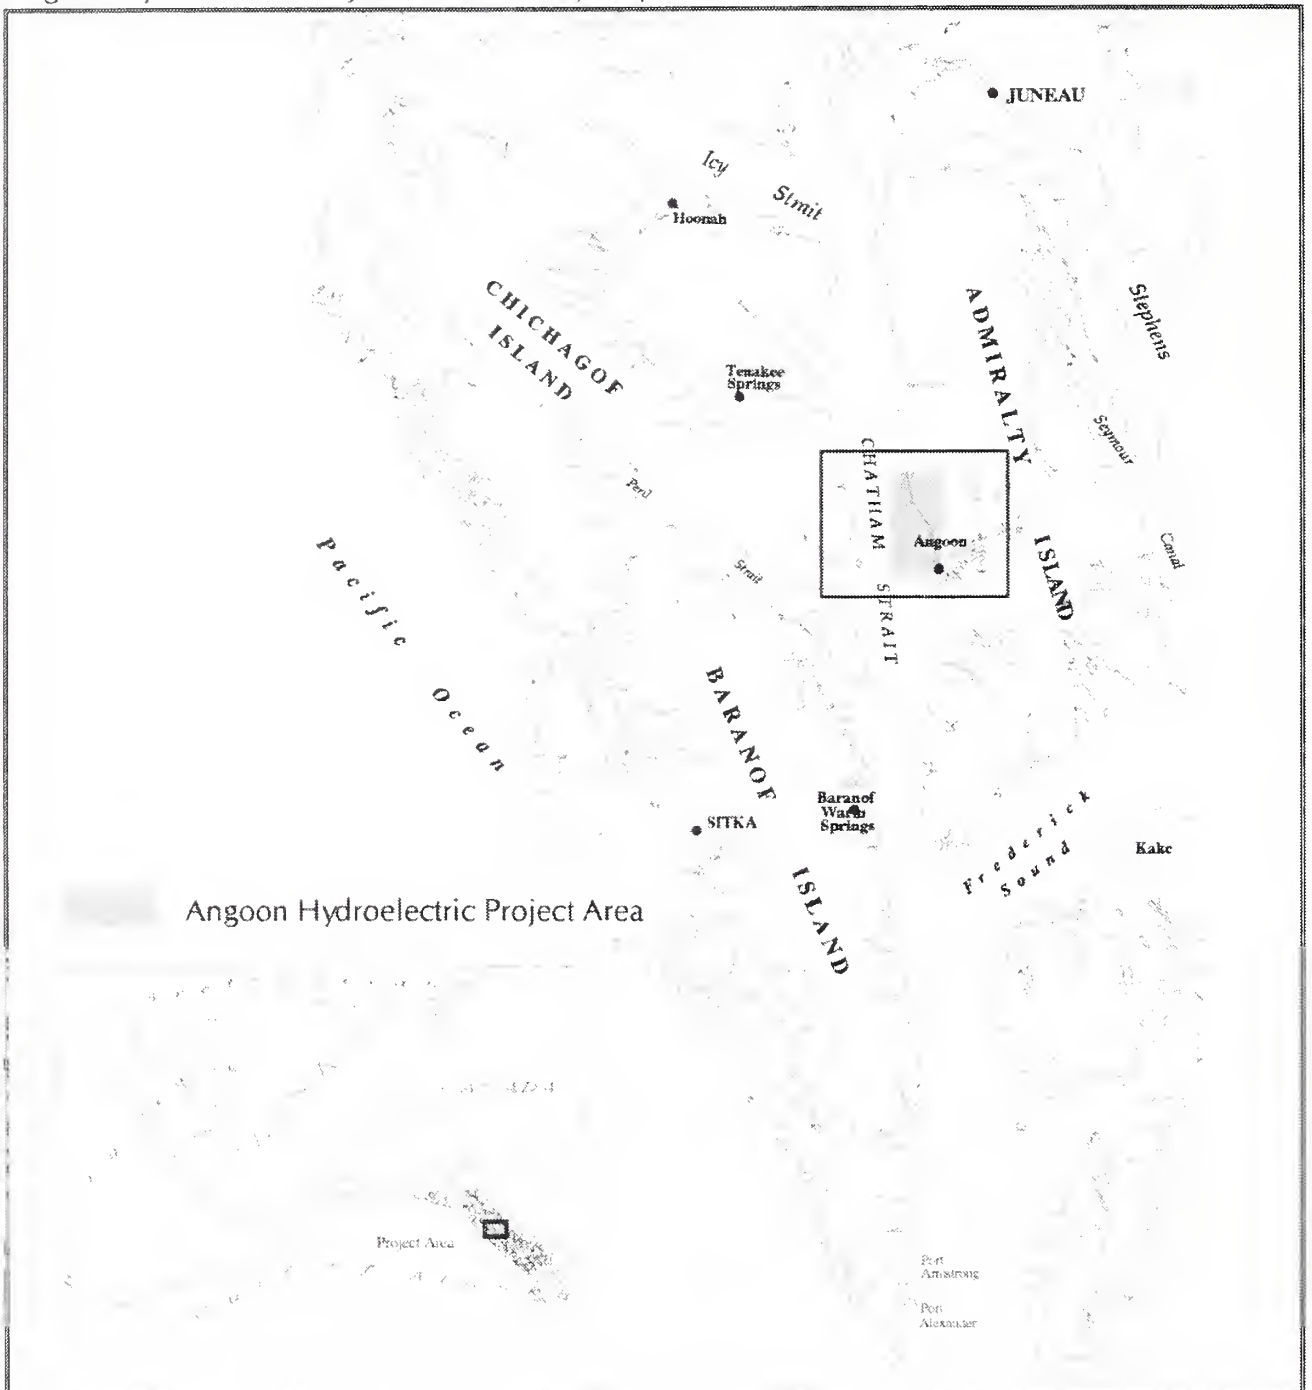 JUNEAU
Icy
Strait
Hoonah
CHICHAGOF
ISLAND
ADMIRALTY
ISLAND
Stephens
Tenakee
Springs
Seymour
Canal
CHATHAM
STRAIT
Peril
Strait
Angoon
Pacific
Ocean
BARANOF
ISLAND
Baranof
Warm
Springs
SITKA
Frederick
Sound
Kake
Angoon Hydroelectric Project Area
Project Area
Port
Armstrong
Port
Alexander